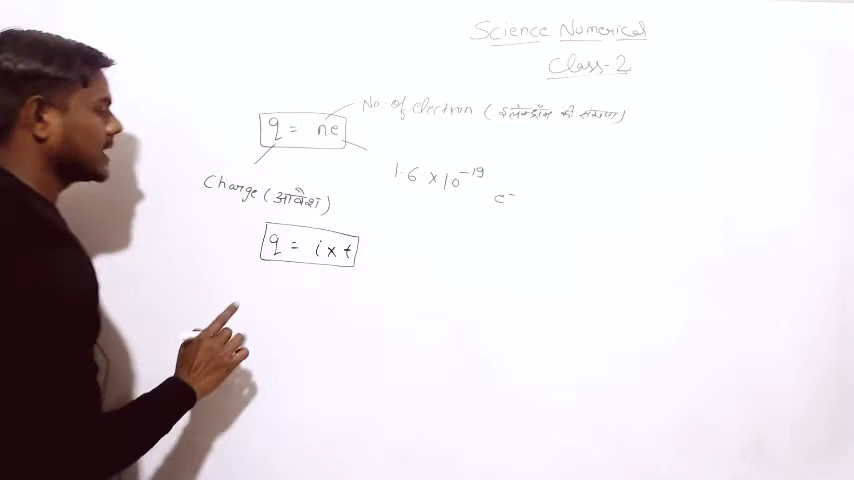 Science Numerical
Class-2
No. of electron (इलेक्ट्रॉन की संख्या)
q = ne
1.6 × 10⁻¹⁹
e⁻
Charge (आवेश)
q = i × t